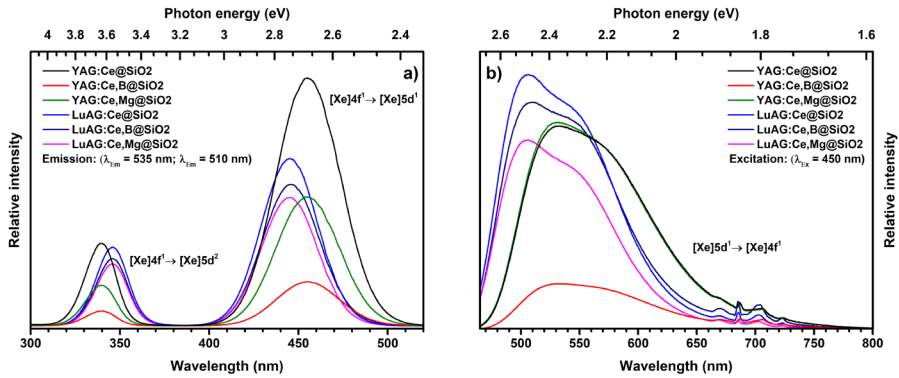 Photon energy (eV)
4 3.8 3.6 3.4 3.2 3 2.8 2.6 2.4
a)
YAG:Ce@SiO2
YAG:Ce,B@SiO2
YAG:Ce,Mg@SiO2
LuAG:Ce@SiO2
LuAG:Ce,B@SiO2
LuAG:Ce,Mg@SiO2
Emission: (λEm = 535 nm; λEm = 510 nm)
[Xe]4f¹→ [Xe]5d¹
[Xe]4f¹→ [Xe]5d²
Relative intensity
300 350 400 450 500
Wavelength (nm)
Photon energy (eV)
2.6 2.4 2.2 2 1.8 1.6
b)
YAG:Ce@SiO2
YAG:Ce,B@SiO2
YAG:Ce,Mg@SiO2
LuAG:Ce@SiO2
LuAG:Ce,B@SiO2
LuAG:Ce,Mg@SiO2
Excitation: (λEx = 450 nm)
[Xe]5d¹→ [Xe]4f¹
Relative intensity
500 550 600 650 700 750 800
Wavelength (nm)